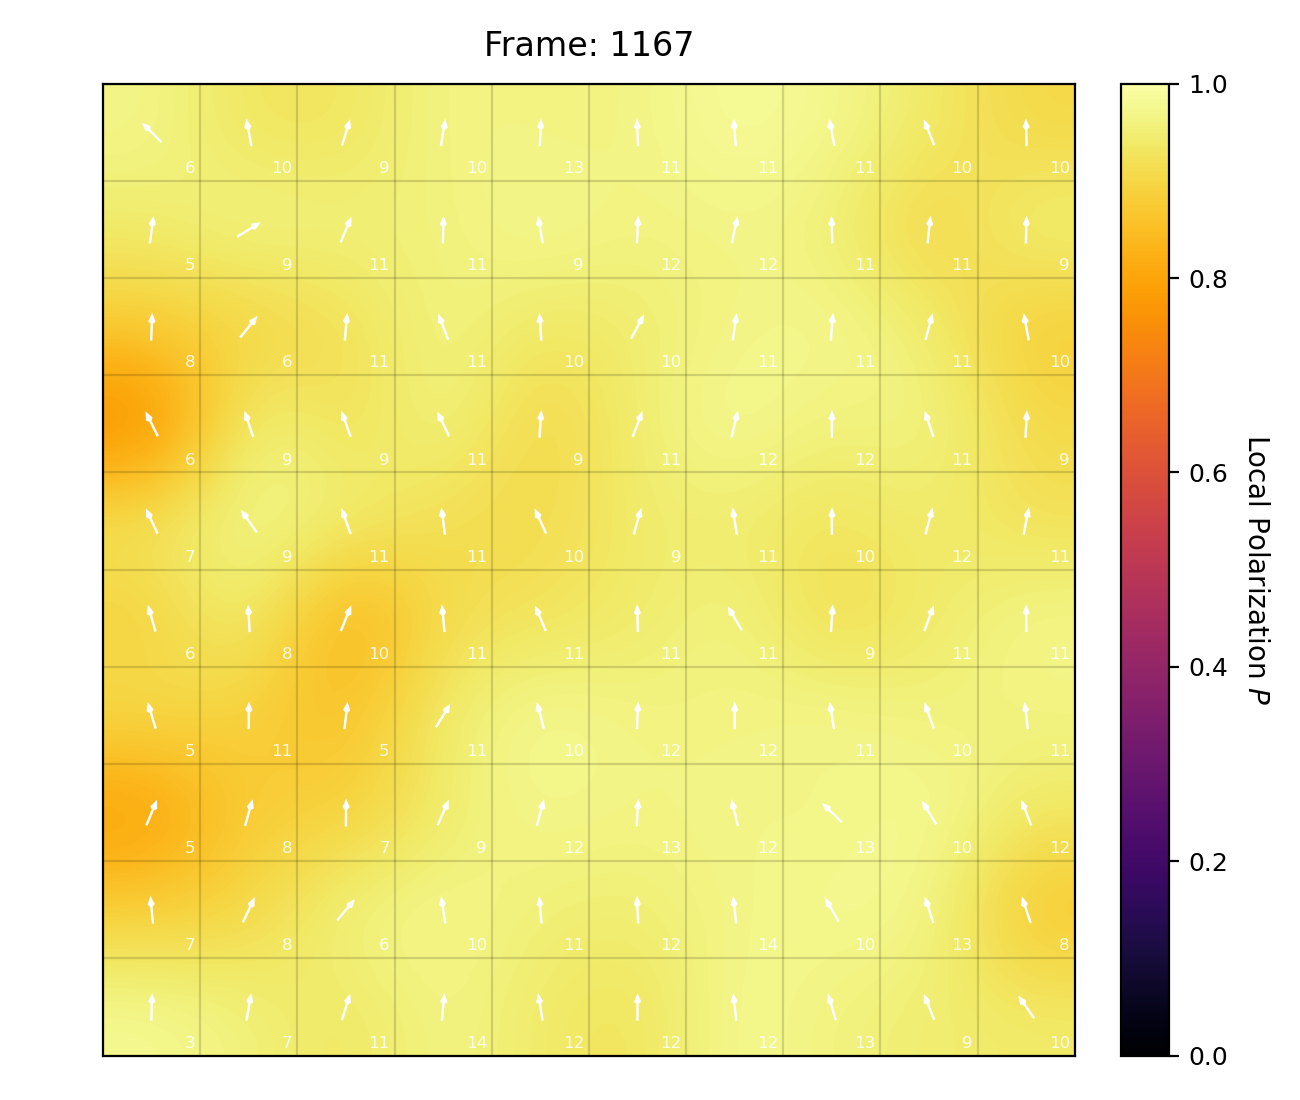 Frame: 1167
6 10 9 10 13 11 11 11 10 10
5 9 11 11 9 12 12 11 11 9
8 6 11 11 10 10 11 11 11 10
6 9 9 11 9 11 12 12 11 9
7 9 11 11 10 9 11 10 12 11
6 8 10 11 11 11 11 9 11 11
5 11 5 11 10 12 12 11 10 11
5 8 7 9 12 13 12 13 10 12
7 8 6 10 11 12 14 10 13 8
3 7 11 14 12 12 12 13 9 10
1.0
0.8
0.6
0.4
0.2
0.0
Local Polarization P